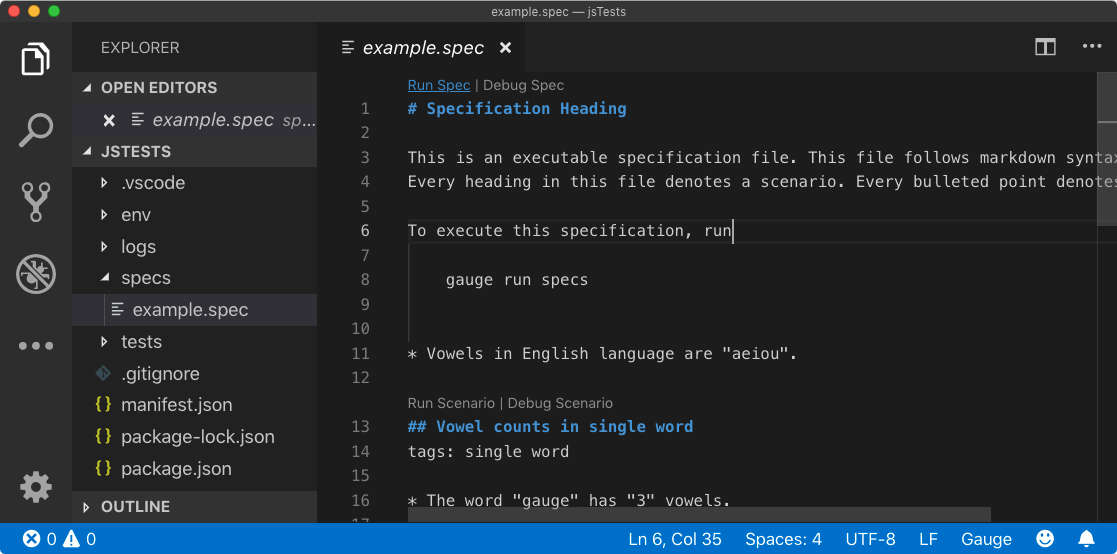 example.spec — jsTests
EXPLORER
OPEN EDITORS
example.spec sp...
JSTESTS
.vscode
env
logs
specs
example.spec
tests
.gitignore
{ } manifest.json
{ } package-lock.json
{ } package.json
OUTLINE
example.spec
Run Spec | Debug Spec
1 # Specification Heading
2
3 This is an executable specification file. This file follows markdown synta
4 Every heading in this file denotes a scenario. Every bulleted point denotes
5
6 To execute this specification, run
7
8 gauge run specs
9
10
11 * Vowels in English language are "aeiou".
12
Run Scenario | Debug Scenario
13 ## Vowel counts in single word
14 tags: single word
15
16 * The word "gauge" has "3" vowels.
17
0 0 Ln 6, Col 35 Spaces: 4 UTF-8 LF Gauge